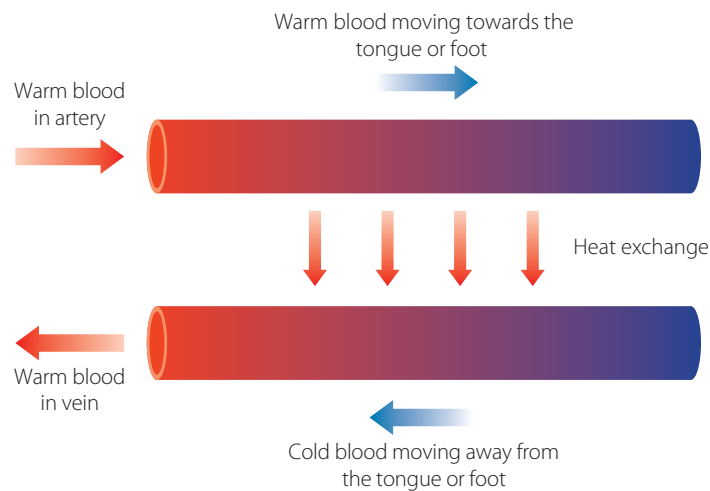 Warm blood moving towards the
tongue or foot
Warm blood
in artery
Heat exchange
Warm blood
in vein
Cold blood moving away from
the tongue or foot